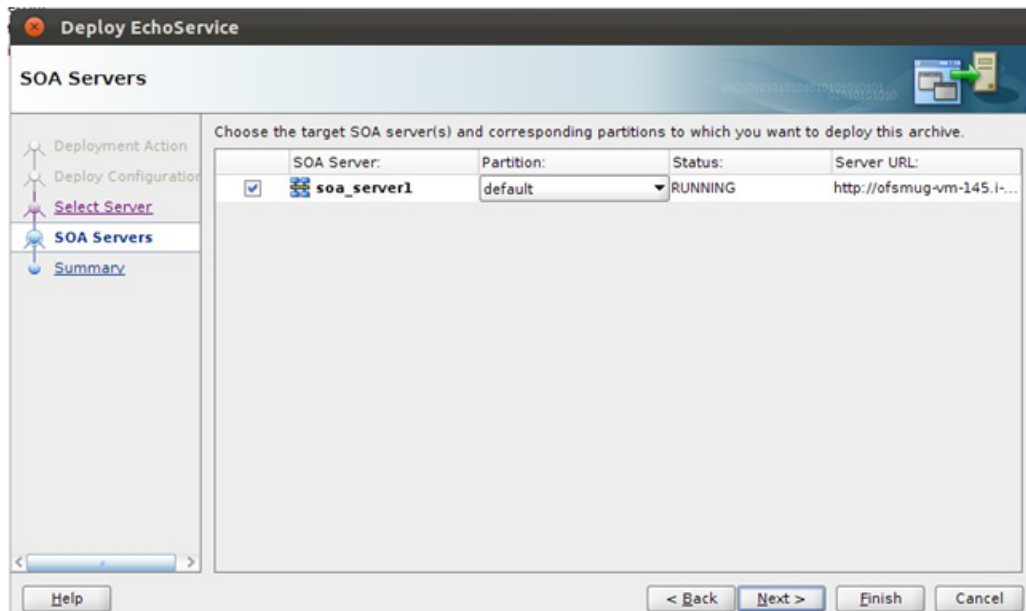 Deploy EchoService
SOA Servers
Deployment Action
Deploy Configuration
Select Server
SOA Servers
Summary
Choose the target SOA server(s) and corresponding partitions to which you want to deploy this archive.
SOA Server: Partition: Status: Server URL:
soa_server1 default RUNNING http://ofsmug-vm-145.i-...
Help < Back Next > Finish Cancel